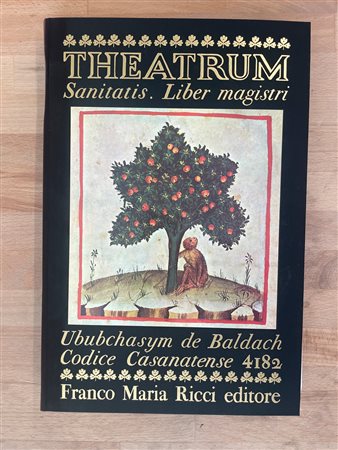 THEATRUM
Sanitatis. Liber magistri
Ububchasym de Baldach
Codice Casanatense 4182
Franco Maria Ricci editore